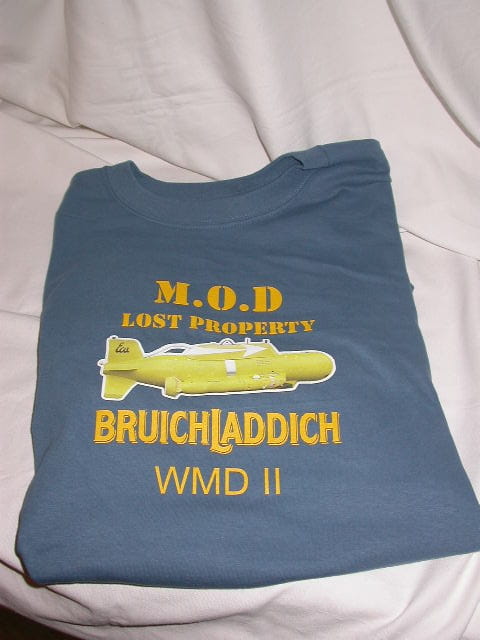 M.O.D
LOST PROPERTY
BRUICHLADDICH
WMD II